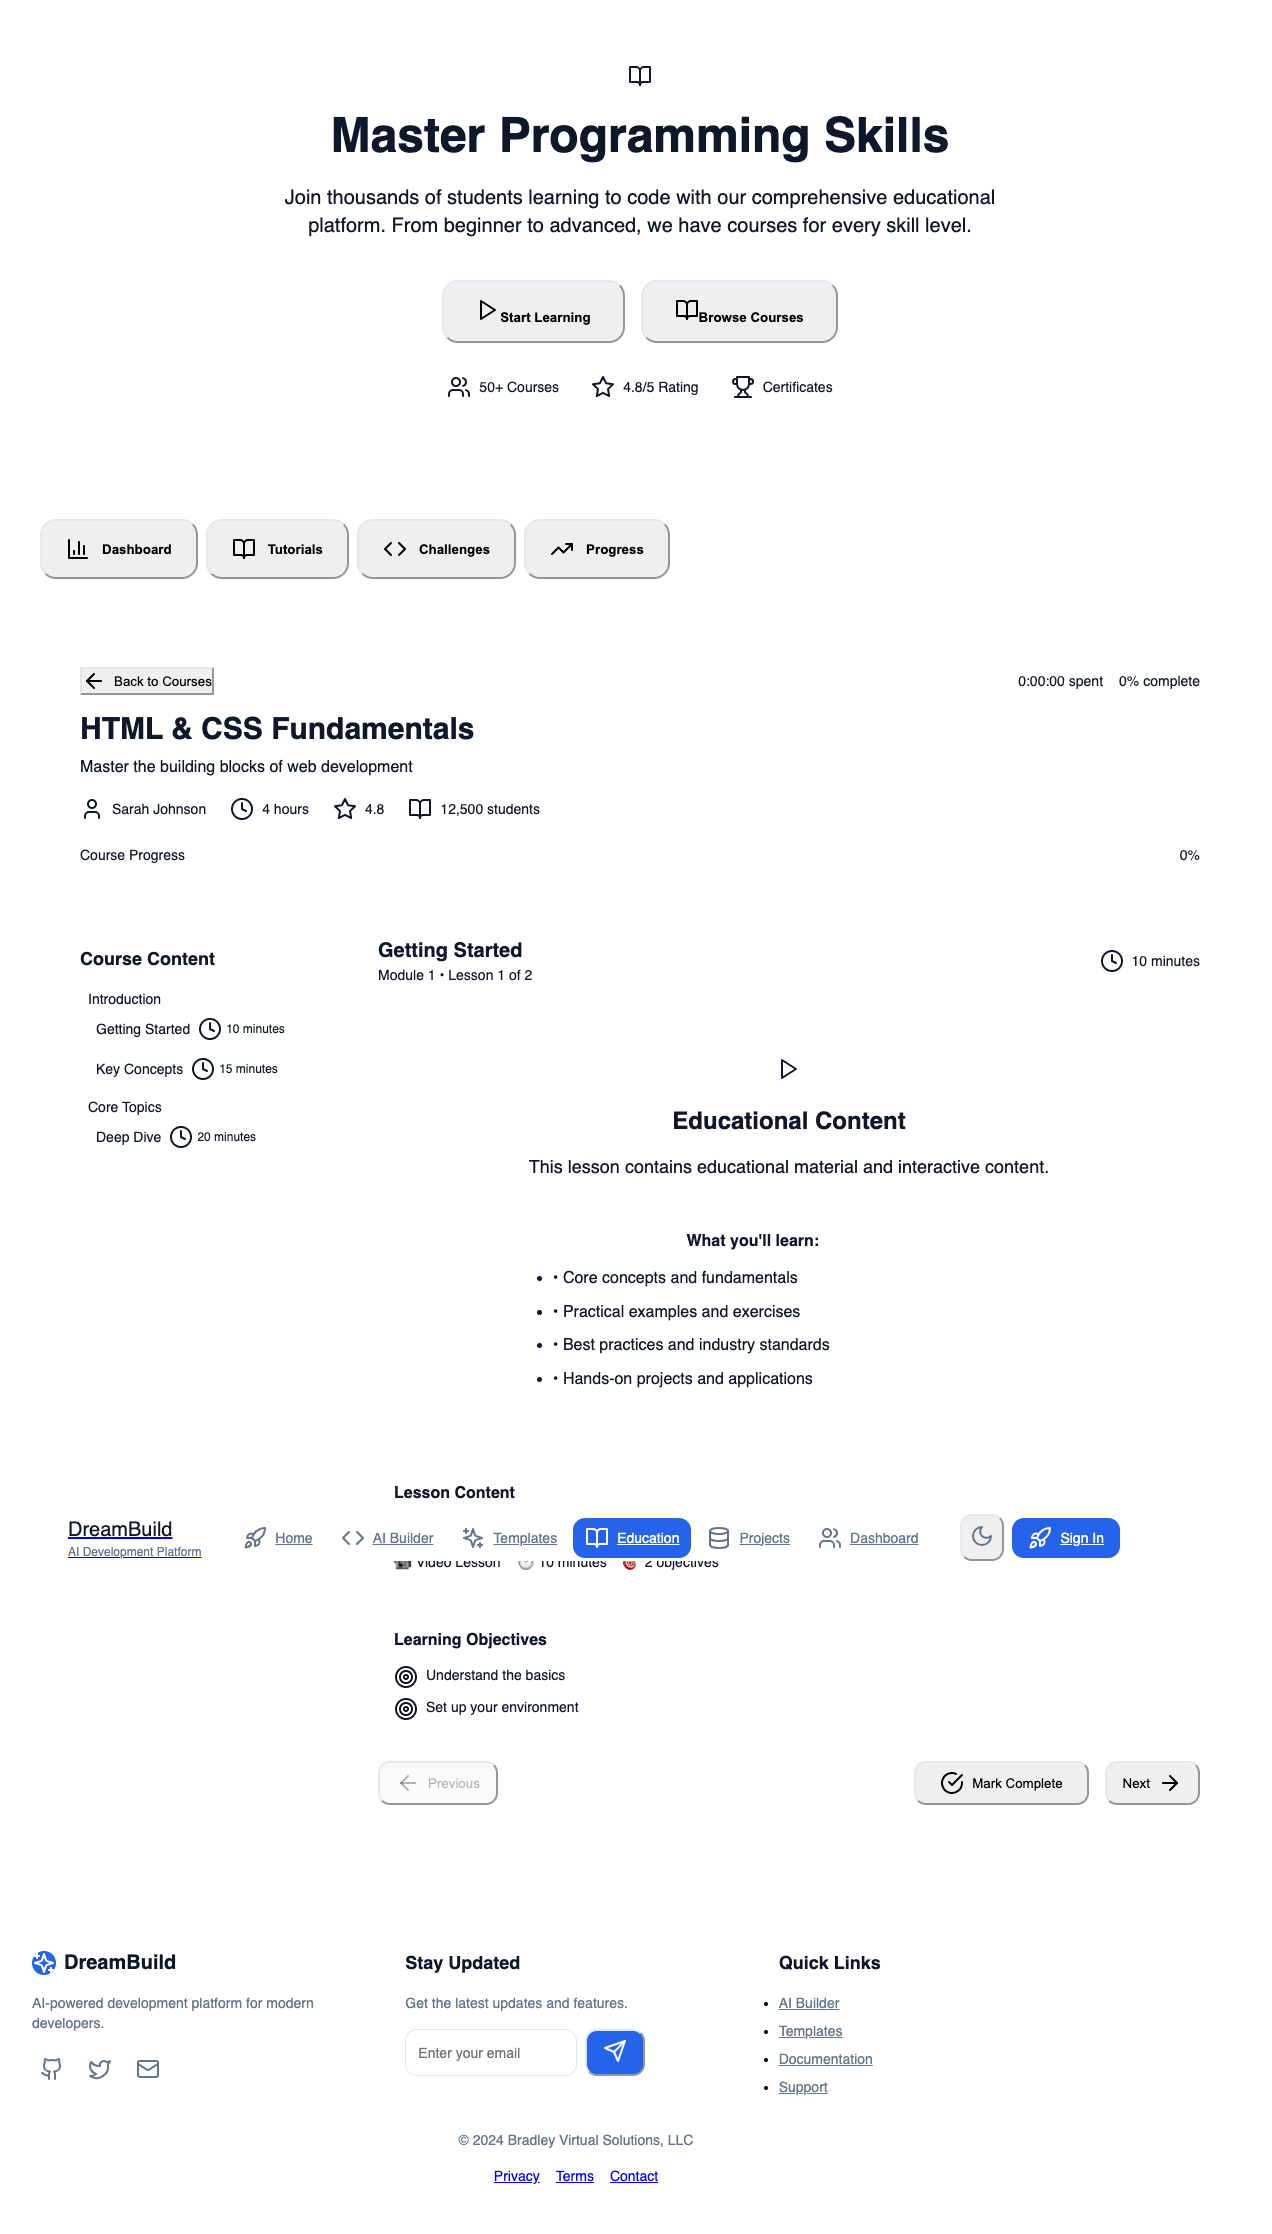 Master Programming Skills
Join thousands of students learning to code with our comprehensive educational
platform. From beginner to advanced, we have courses for every skill level.
Start Learning
Browse Courses
50+ Courses
4.8/5 Rating
Certificates
Dashboard
Tutorials
Challenges
Progress
Back to Courses
0:00:00 spent
0% complete
HTML & CSS Fundamentals
Master the building blocks of web development
Sarah Johnson
4 hours
4.8
12,500 students
Course Progress
0%
Course Content
Introduction
Getting Started
10 minutes
Key Concepts
15 minutes
Core Topics
Deep Dive
20 minutes
Getting Started
Module 1 • Lesson 1 of 2
10 minutes
Educational Content
This lesson contains educational material and interactive content.
What you'll learn:
• • Core concepts and fundamentals
• • Practical examples and exercises
• • Best practices and industry standards
• • Hands-on projects and applications
Lesson Content
DreamBuild
AI Development Platform
Home
AI Builder
Templates
Education
Projects
Dashboard
Sign In
Video Lesson
10 minutes
2 objectives
Learning Objectives
Understand the basics
Set up your environment
Previous
Mark Complete
Next
DreamBuild
AI-powered development platform for modern
developers.
Stay Updated
Get the latest updates and features.
Enter your email
Quick Links
• AI Builder
• Templates
• Documentation
• Support
© 2024 Bradley Virtual Solutions, LLC
Privacy
Terms
Contact